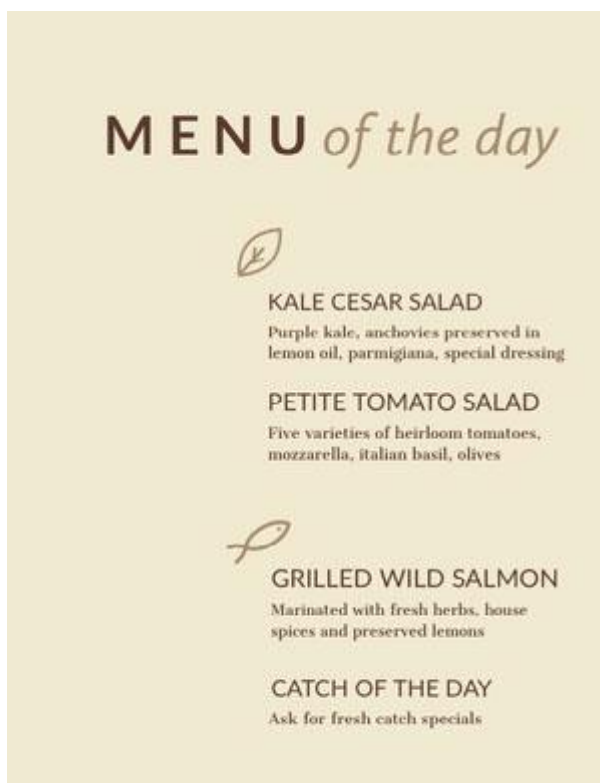 MENU of the day
KALE CESAR SALAD
Purple kale, anchovies preserved in
lemon oil, parmigiana, special dressing
PETITE TOMATO SALAD
Five varieties of heirloom tomatoes,
mozzarella, italian basil, olives
GRILLED WILD SALMON
Marinated with fresh herbs, house
spices and preserved lemons
CATCH OF THE DAY
Ask for fresh catch specials